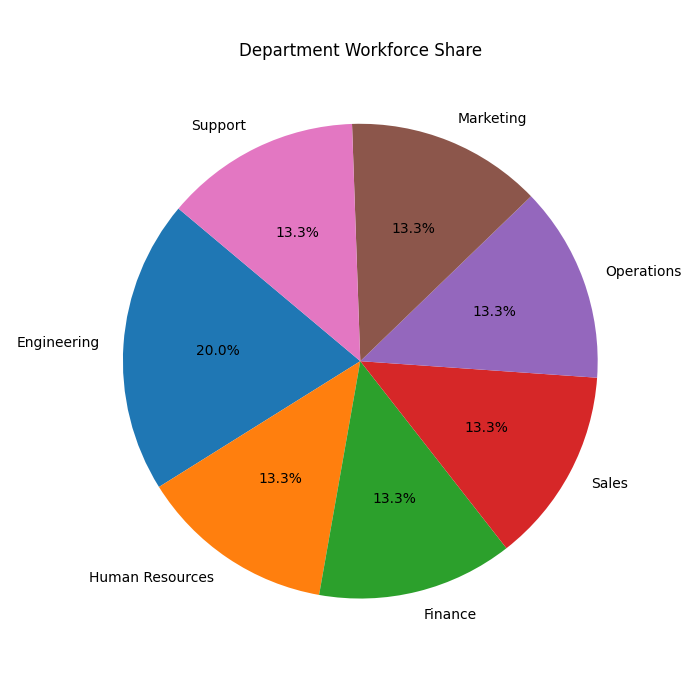 Department Workforce Share
Marketing
Support
13.3%
13.3%
Operations
13.3%
Engineering
20.0%
13.3%
Sales
13.3%
13.3%
Human Resources
Finance